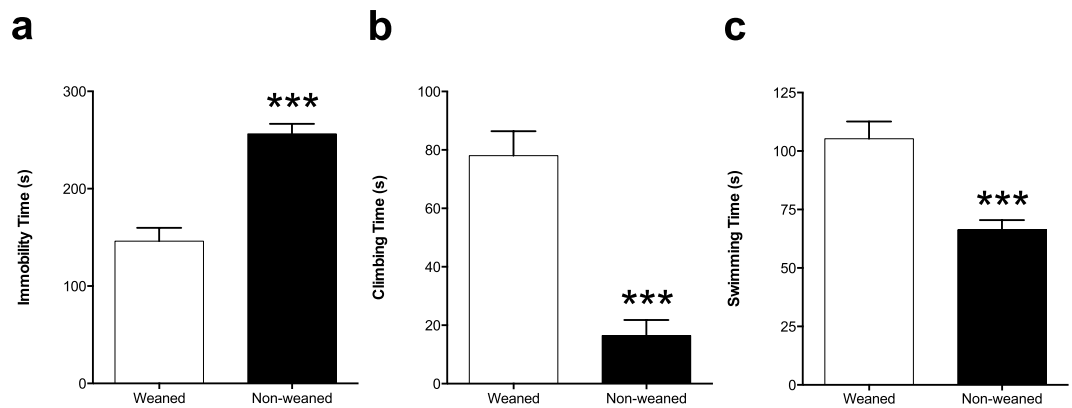 a
b
c
Immobility Time (s)
300
200
100
0
***
Weaned
Non-weaned
Climbing Time (s)
100
80
60
40
20
0
***
Weaned
Non-weaned
Swimming Time (s)
125
100
75
50
25
0
***
Weaned
Non-weaned